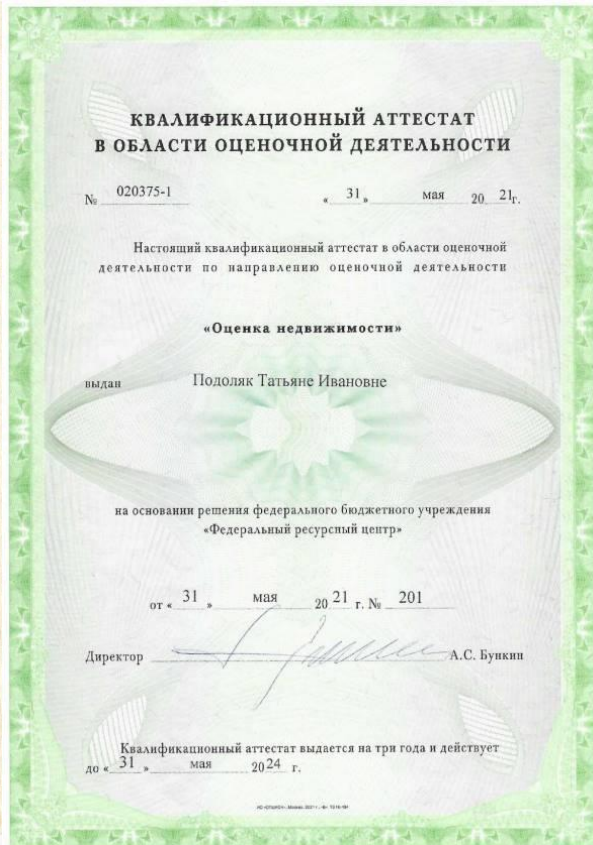 КВАЛИФИКАЦИОННЫЙ АТТЕСТАТ
В ОБЛАСТИ ОЦЕНОЧНОЙ ДЕЯТЕЛЬНОСТИ
№ 020375-1 « 31 » мая 20 21 г.
Настоящий квалификационный аттестат в области оценочной
деятельности по направлению оценочной деятельности
«Оценка недвижимости»
выдан Подоляк Татьяне Ивановне
на основании решения федерального бюджетного учреждения
«Федеральный ресурсный центр»
от « 31 » мая 20 21 г. № 201
Директор А.С. Бункин
Квалификационный аттестат выдается на три года и действует
до « 31 » мая 20 24 г.